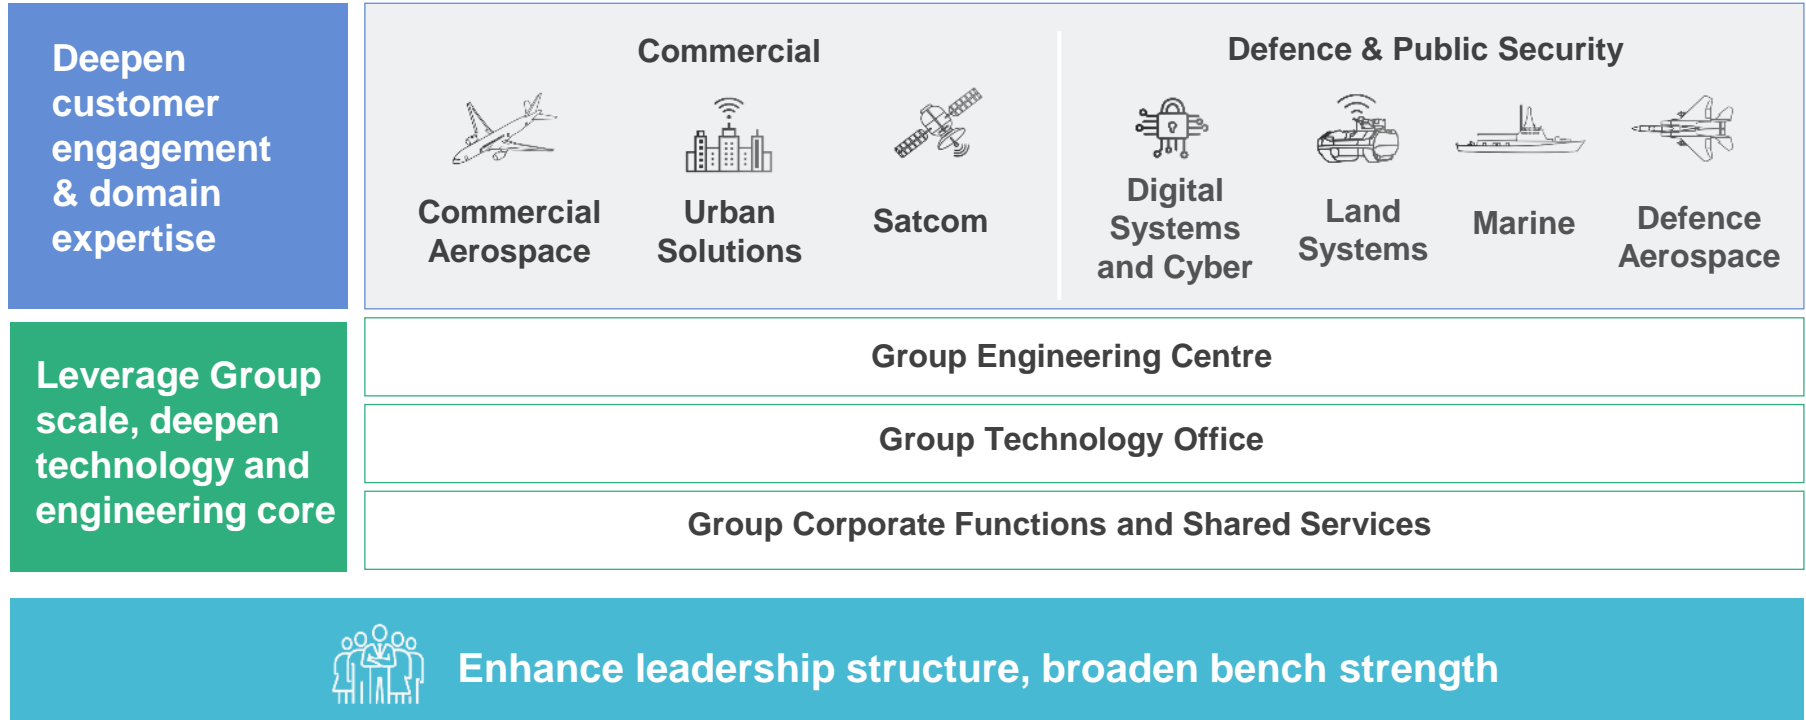 Deepen
customer
engagement
& domain
expertise
Commercial
Commercial
Aerospace
Urban
Solutions
Satcom
Defence & Public Security
Digital
Systems
and Cyber
Land
Systems
Marine
Defence
Aerospace
Leverage Group
scale, deepen
technology and
engineering core
Group Engineering Centre
Group Technology Office
Group Corporate Functions and Shared Services
Enhance leadership structure, broaden bench strength